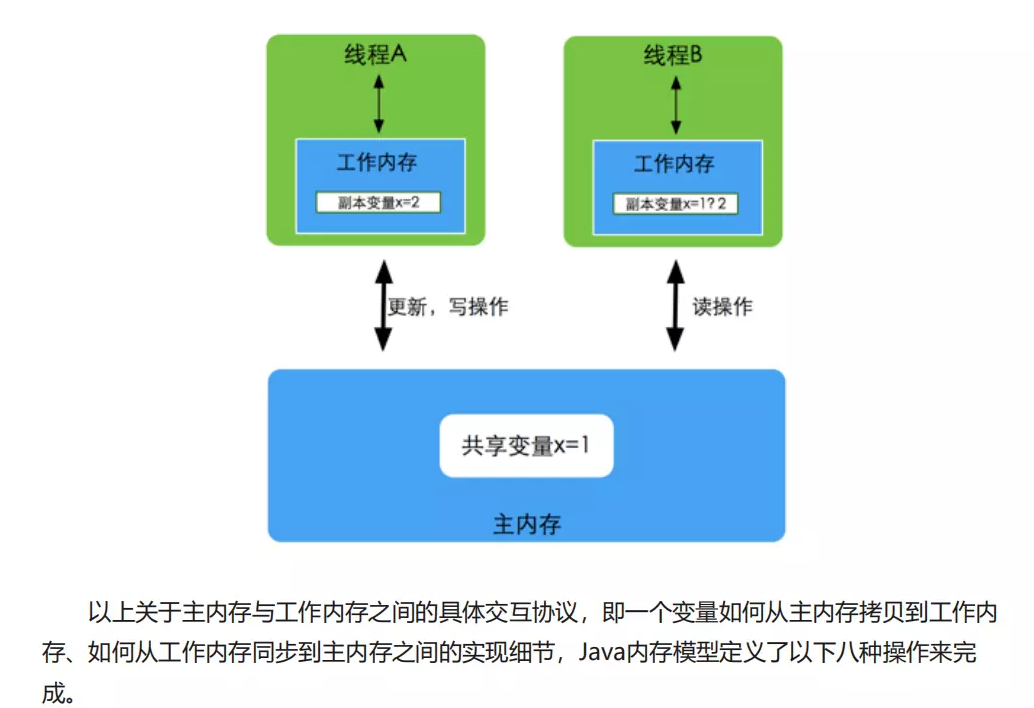 线程A
线程B
工作内存
工作内存
副本变量x=2
副本变量x=1?2
更新，写操作
读操作
共享变量x=1
主内存
以上关于主内存与工作内存之间的具体交互协议，即一个变量如何从主内存拷贝到工作内
存、如何从工作内存同步到主内存之间的实现细节，Java内存模型定义了以下八种操作来完
成。